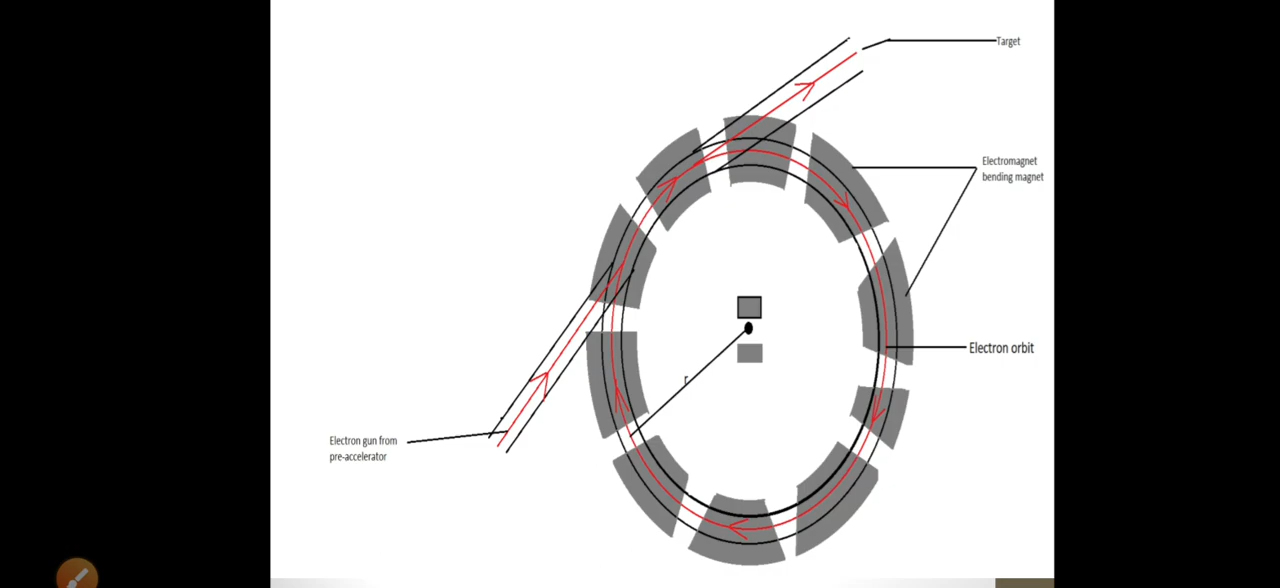 Target
Electromagnet
bending magnet
Electron orbit
r
Electron gun from
pre-accelerator